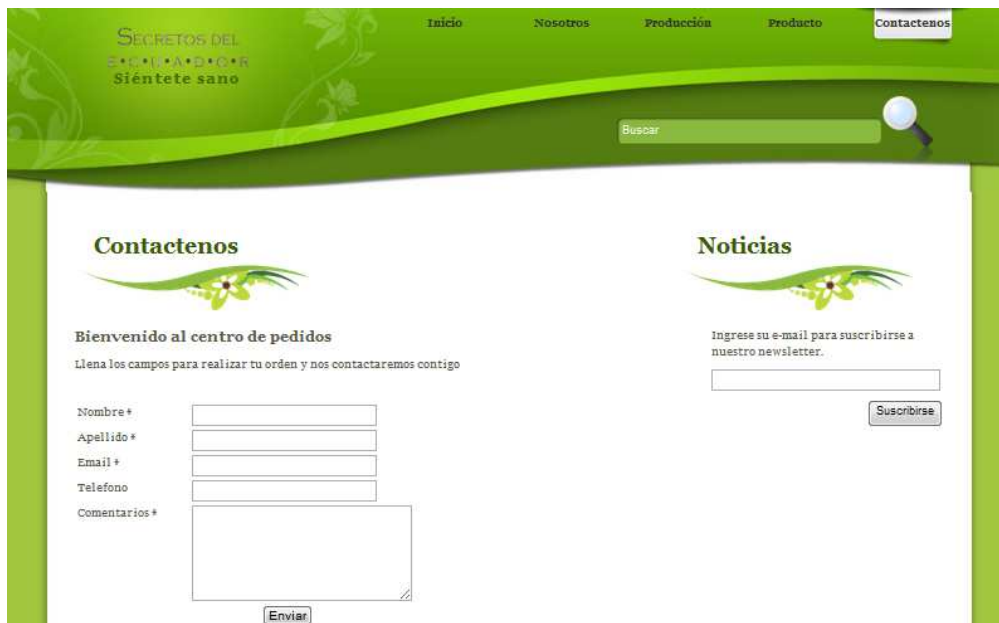 Inicio Nosotros Producción Producto Contactenos
SECRETOS DEL
E•C•U•A•D•O•R
Siéntete sano
Buscar
Contactenos
Noticias
Bienvenido al centro de pedidos
Llena los campos para realizar tu orden y nos contactaremos contigo
Ingrese su e-mail para suscribirse a
nuestro newsletter.
Suscribirse
Nombre *
Apellido *
Email *
Telefono
Comentarios *
Enviar